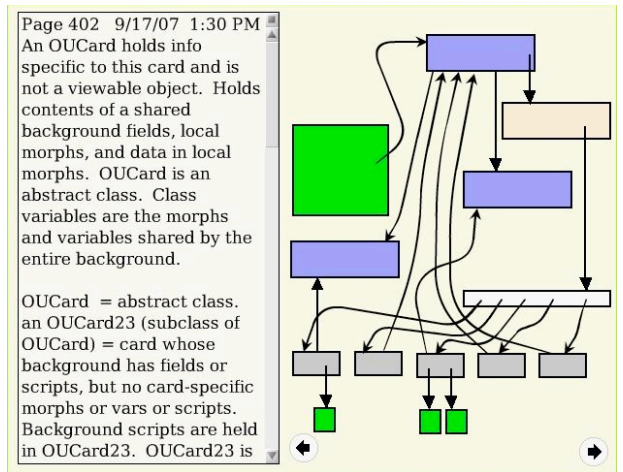 Page 402   9/17/07  1:30 PM
An OUCard holds info
specific to this card and is
not a viewable object.  Holds
contents of a shared
background fields, local
morphs, and data in local
morphs.  OUCard is an
abstract class.  Class
variables are the morphs
and variables shared by the
entire background.

OUCard  = abstract class.
an OUCard23 (subclass of
OUCard) = card whose
background has fields or
scripts, but no card-specific
morphs or vars or scripts.
Background scripts are held
in OUCard23.  OUCard23 is